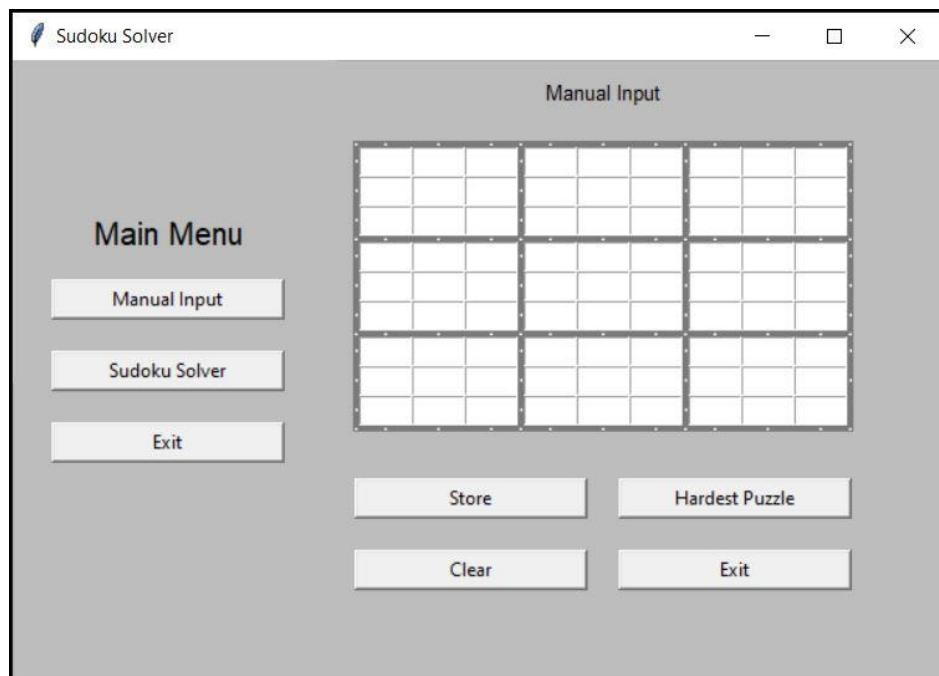 Sudoku Solver
Main Menu
Manual Input
Sudoku Solver
Exit
Manual Input
Store
Hardest Puzzle
Clear
Exit